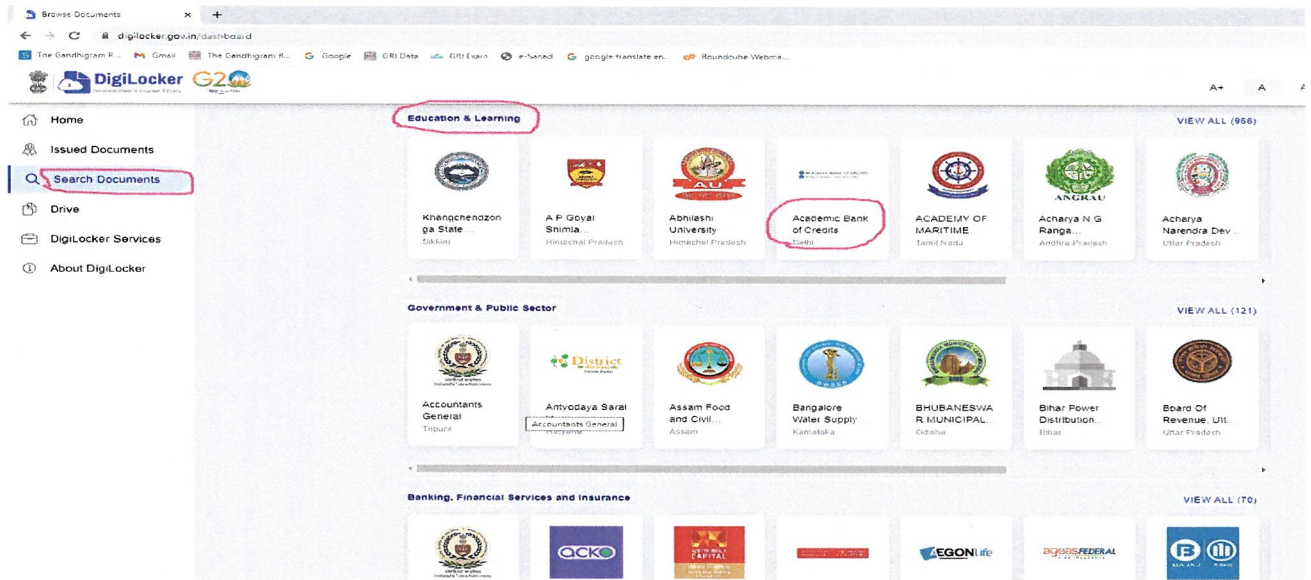 Browse Documents
digilocker.gov.in/dashboard
The Gandhigram R... Gmail The Gandhigram R... Google GRI Data GRI Exam e-Sanad google translate en... Roundcube Webma...
DigiLocker G20
A+ A A
Home
Issued Documents
Search Documents
Drive
DigiLocker Services
About DigiLocker
Education & Learning
VIEW ALL (966)
AU
ANGRAU
Khangchendzon
ga State...
Sikkim
A P Goyal
Shimla...
Himachal Pradesh
Abhilashi
University
Himachal Pradesh
Academic Bank
of Credits
Delhi
ACADEMY OF
MARITIME...
Tamil Nadu
Acharya N.G.
Ranga...
Andhra Pradesh
Acharya
Narendra Dev...
Uttar Pradesh
Government & Public Sector
VIEW ALL (121)
District
Accountants
General
Tripura
Antyodaya Saral
Haryana
Accountants General
Assam Food
and Civil...
Assam
Bangalore
Water Supply...
Karnataka
BHUBANESWA
R MUNICIPAL...
Odisha
Bihar Power
Distribution...
Bihar
Board Of
Revenue, Utt...
Uttar Pradesh
Banking, Financial Services and Insurance
VIEW ALL (70)
acko
CAPITAL
AEGONLife
ageasFEDERAL